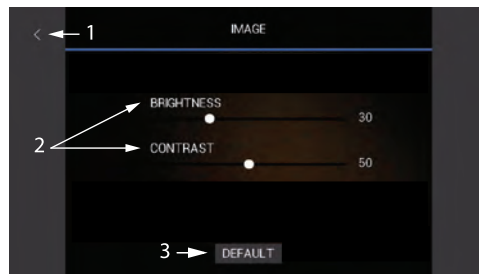 < 1 IMAGE
BRIGHTNESS
30
2
CONTRAST
50
3 DEFAULT